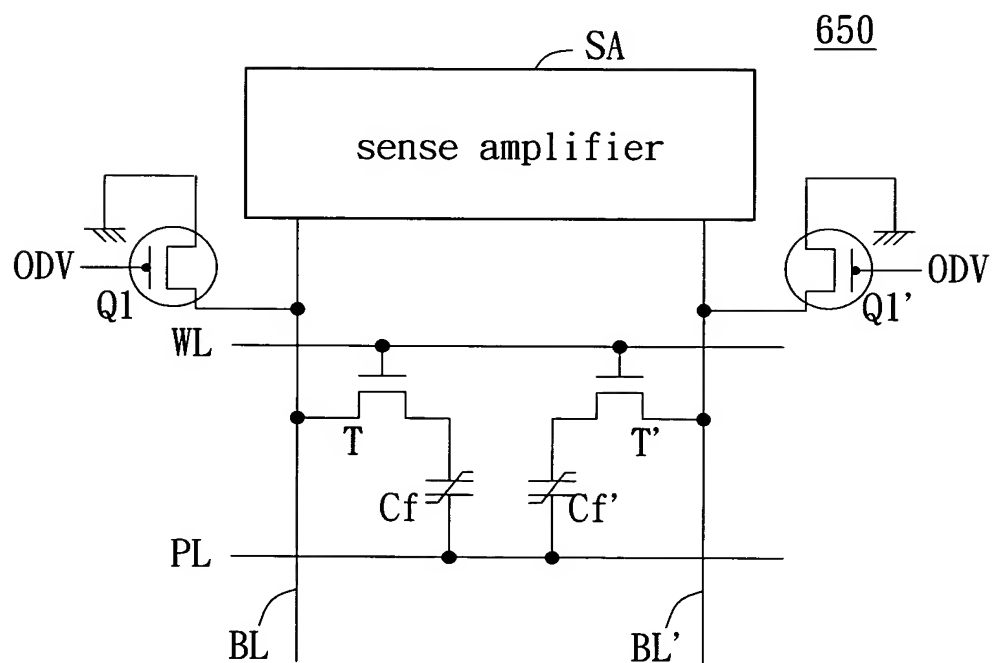 650
SA
sense amplifier
ODV
Q1
ODV
Q1'
WL
T
T'
Cf
Cf'
PL
BL
BL'